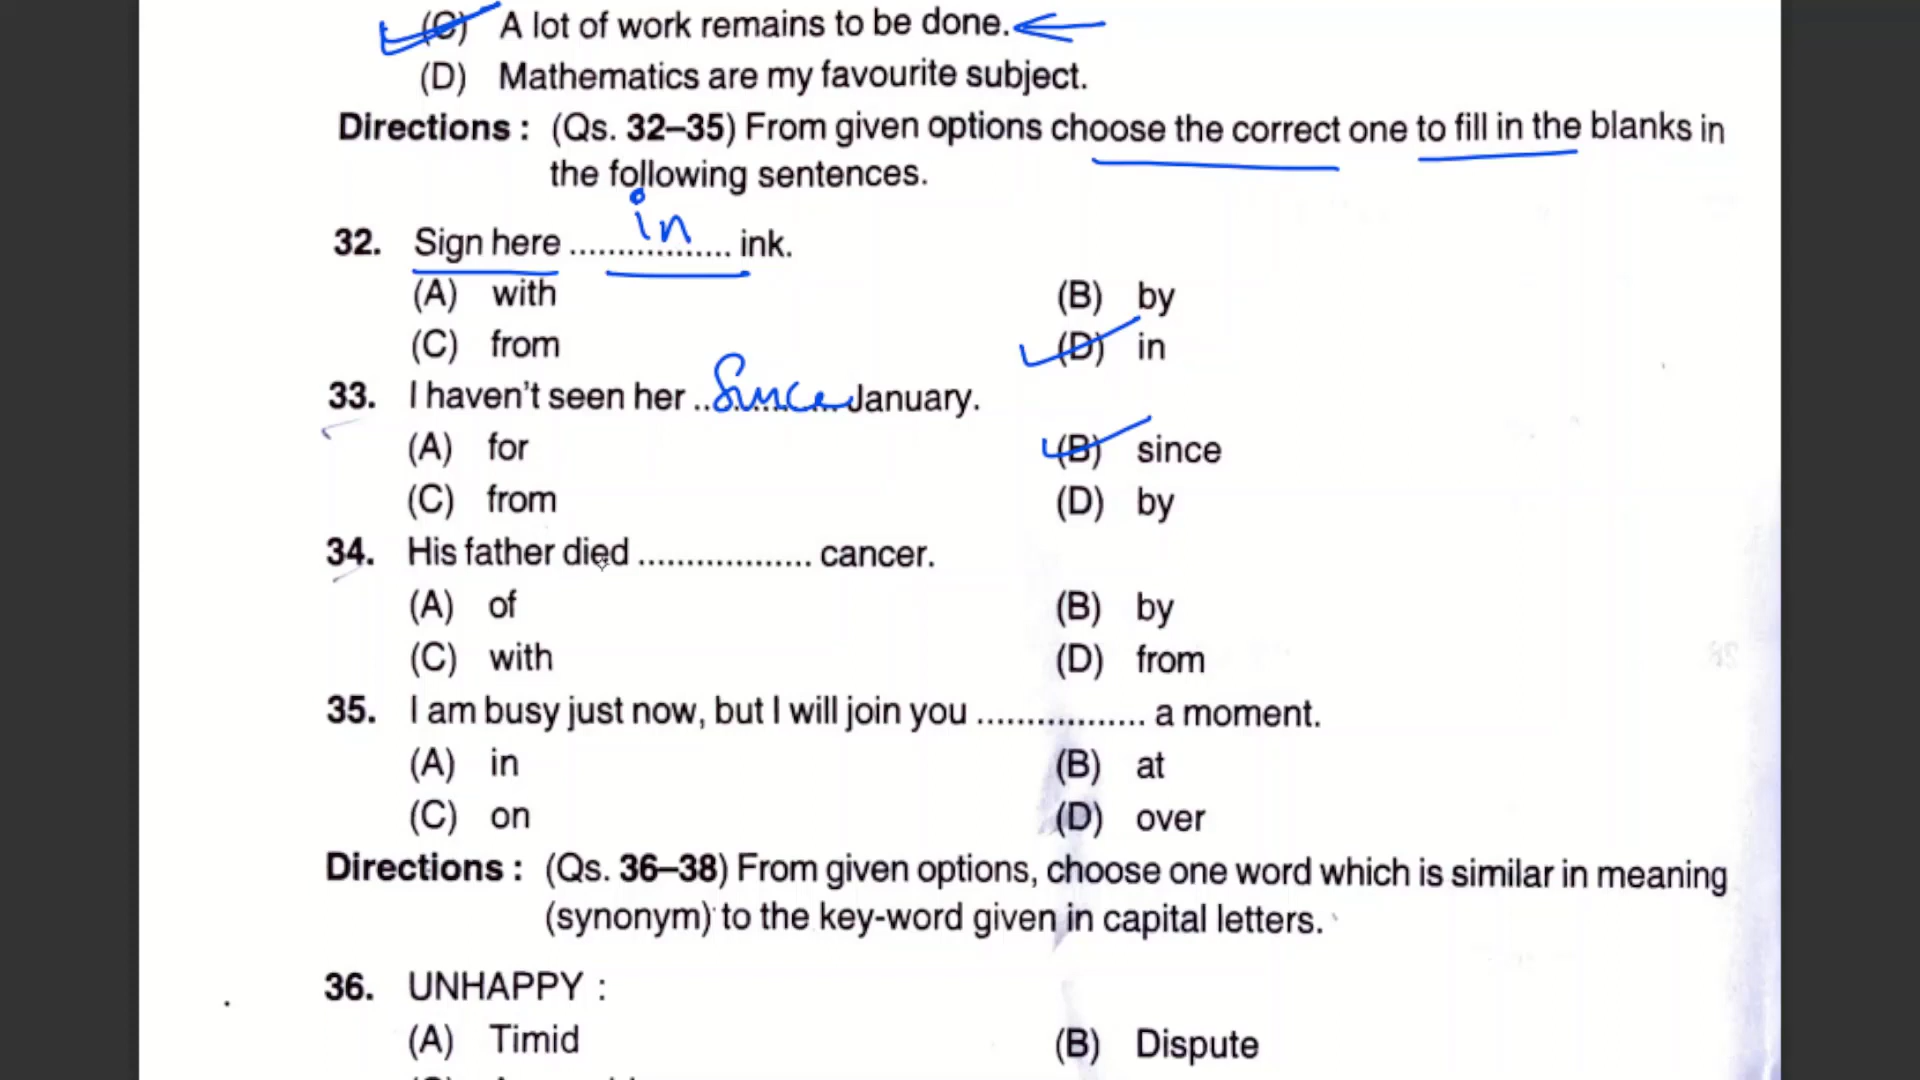 (C) A lot of work remains to be done.
(D) Mathematics are my favourite subject.
Directions : (Qs. 32–35) From given options choose the correct one to fill in the blanks in
the following sentences.
32. Sign here .......in.......... ink.
(A) with (B) by
(C) from (D) in
33. I haven't seen her ..Since.. January.
(A) for (B) since
(C) from (D) by
34. His father died .................. cancer.
(A) of (B) by
(C) with (D) from
35. I am busy just now, but I will join you .................. a moment.
(A) in (B) at
(C) on (D) over
Directions : (Qs. 36–38) From given options, choose one word which is similar in meaning
(synonym) to the key-word given in capital letters.
36. UNHAPPY :
(A) Timid (B) Dispute